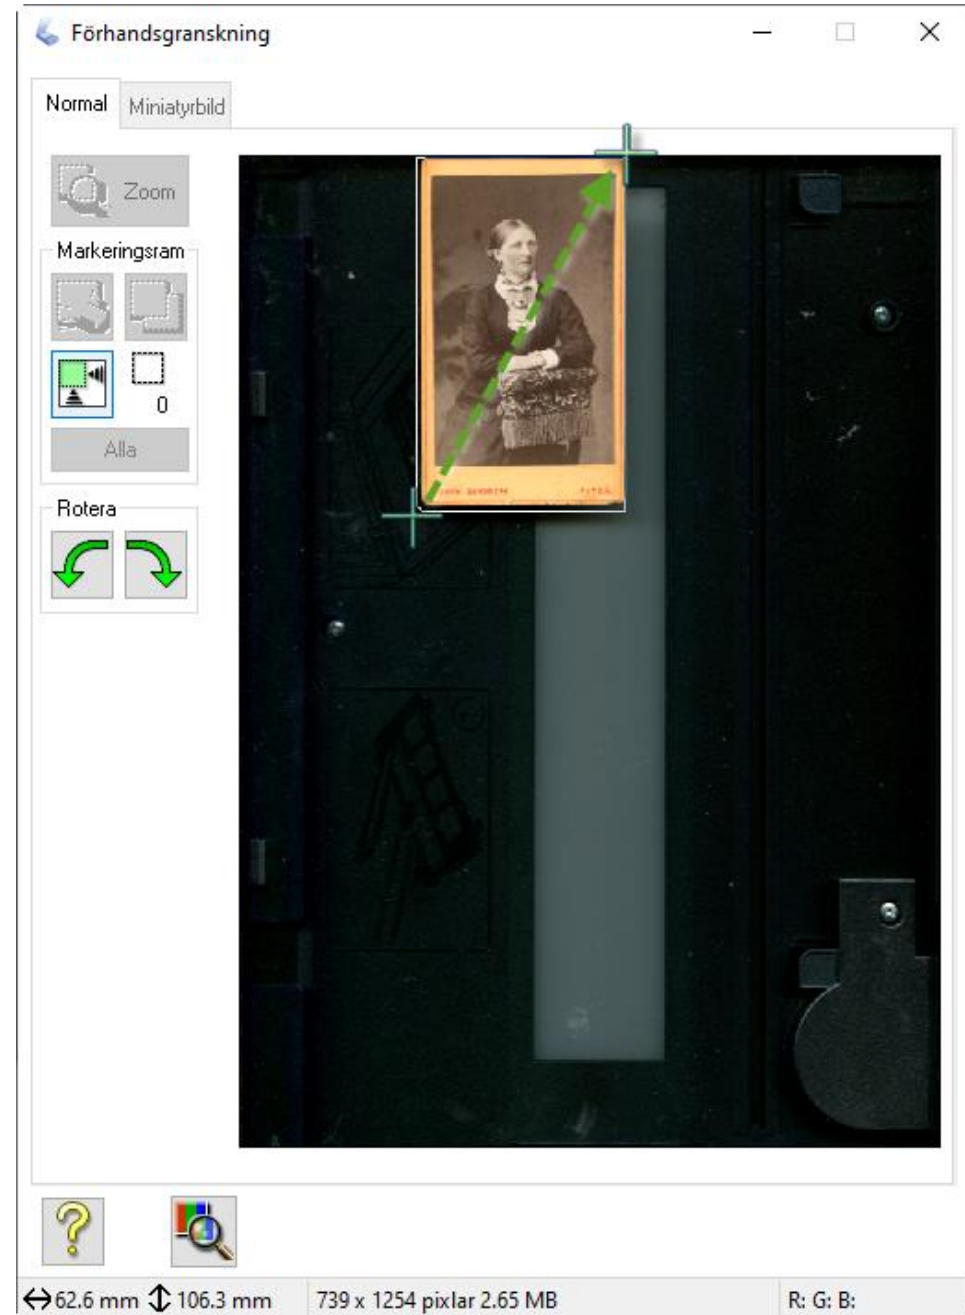 Förhandsgranskning
Normal
Miniatyrbild
Zoom
Markeringsram
0
Alla
Rotera
62.6 mm 106.3 mm 739 x 1254 pixlar 2.65 MB R: G: B: